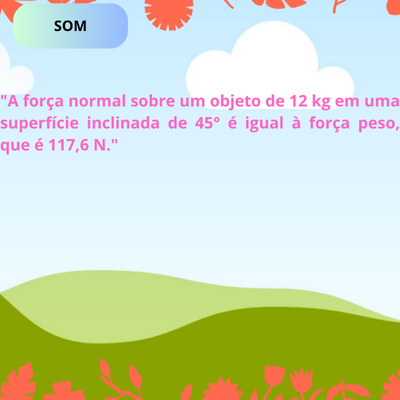 SOM
"A força normal sobre um objeto de 12 kg em uma
superfície inclinada de 45° é igual à força peso,
que é 117,6 N."